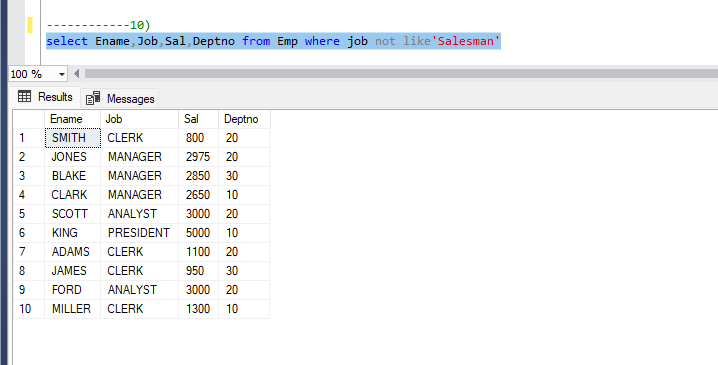 ------------10)
select Ename,Job,Sal,Deptno from Emp where job not like'Salesman'
100 %
Results Messages
Ename Job Sal Deptno
1 SMITH CLERK 800 20
2 JONES MANAGER 2975 20
3 BLAKE MANAGER 2850 30
4 CLARK MANAGER 2650 10
5 SCOTT ANALYST 3000 20
6 KING PRESIDENT 5000 10
7 ADAMS CLERK 1100 20
8 JAMES CLERK 950 30
9 FORD ANALYST 3000 20
10 MILLER CLERK 1300 10